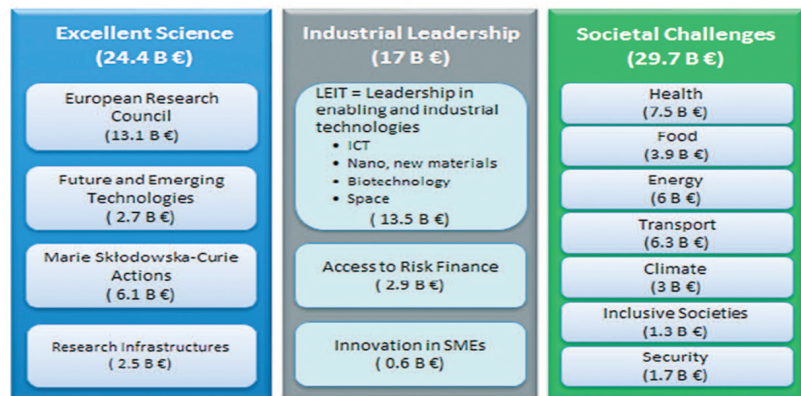 Excellent Science
(24.4 B €)
European Research
Council
(13.1 B €)
Future and Emerging
Technologies
( 2.7 B €)
Marie Skłodowska-Curie
Actions
( 6.1 B €)
Research Infrastructures
( 2.5 B €)
Industrial Leadership
(17 B €)
LEIT = Leadership in
enabling and industrial
technologies
• ICT
• Nano, new materials
• Biotechnology
• Space
( 13.5 B €)
Access to Risk Finance
( 2.9 B €)
Innovation in SMEs
( 0.6 B €)
Societal Challenges
(29.7 B €)
Health
(7.5 B €)
Food
(3.9 B €)
Energy
(6 B €)
Transport
(6.3 B €)
Climate
(3 B €)
Inclusive Societies
(1.3 B €)
Security
(1.7 B €)